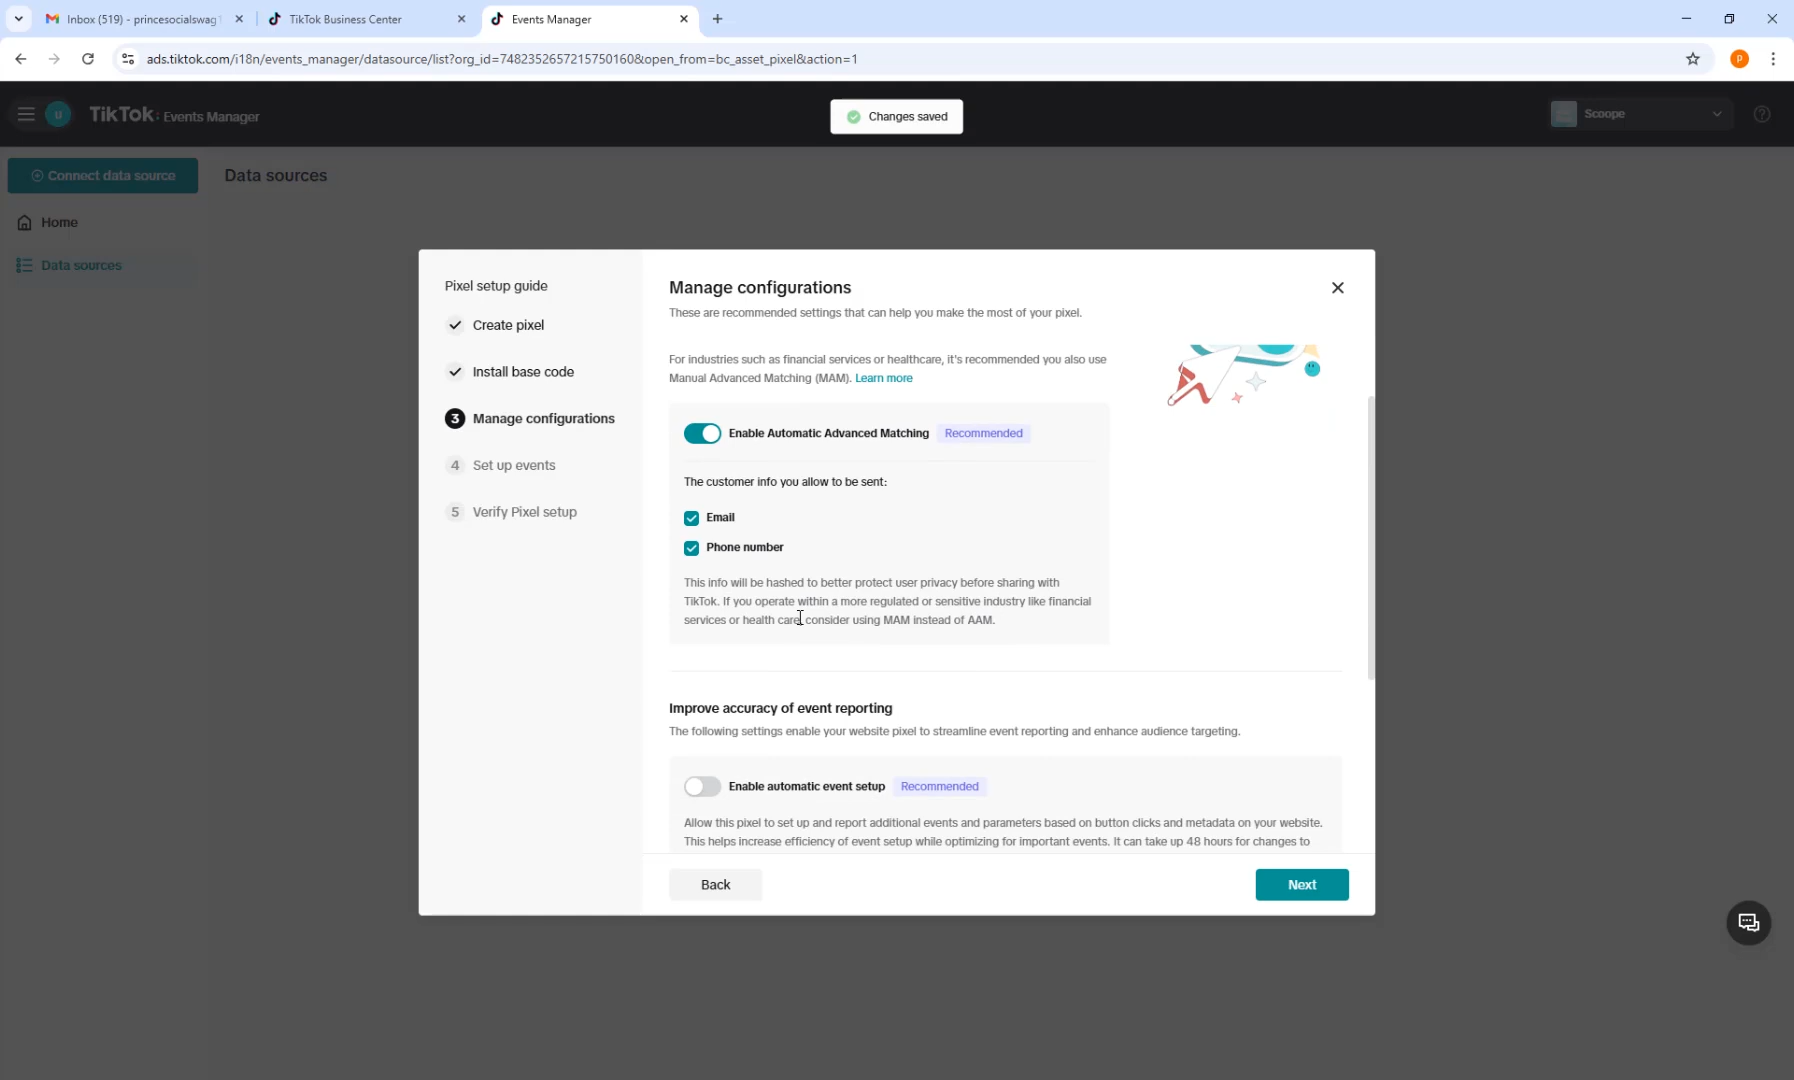 Inbox (519) - princesocialswag1
TikTok Business Center
Events Manager
ads.tiktok.com/i18n/events_manager/datasource/list?org_id=7482352657215750160&open_from=bc_asset_pixel&action=1
P
U
TikTok: Events Manager
Changes saved
Scoope
Connect data source
Data sources
Home
Data sources
Pixel setup guide
Create pixel
Install base code
3 Manage configurations
4 Set up events
5 Verify Pixel setup
Manage configurations
These are recommended settings that can help you make the most of your pixel.
For industries such as financial services or healthcare, it's recommended you also use
Manual Advanced Matching (MAM). Learn more
Enable Automatic Advanced Matching Recommended
The customer info you allow to be sent:
Email
Phone number
This info will be hashed to better protect user privacy before sharing with
TikTok. If you operate within a more regulated or sensitive industry like financial
services or health care, consider using MAM instead of AAM.
Improve accuracy of event reporting
The following settings enable your website pixel to streamline event reporting and enhance audience targeting.
Enable automatic event setup Recommended
Allow this pixel to set up and report additional events and parameters based on button clicks and metadata on your website.
This helps increase efficiency of event setup while optimizing for important events. It can take up 48 hours for changes to
Back
Next